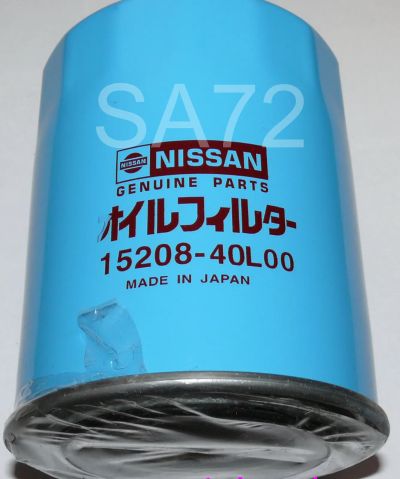 SA72
NISSAN NISSAN
GENUINE PARTS
オイルフィルター
15208-40L00
MADE IN JAPAN